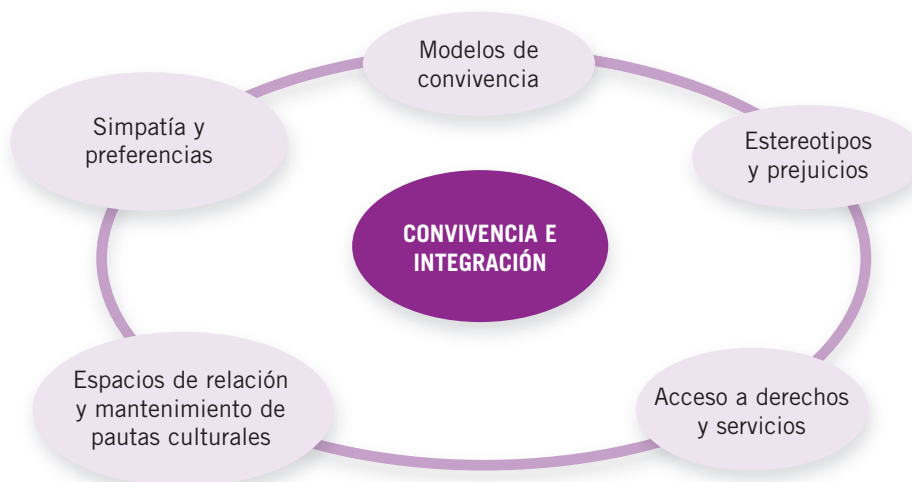 Modelos de
convivencia
Simpatía y
preferencias
Estereotipos
y prejuicios
CONVIVENCIA E
INTEGRACIÓN
Espacios de relación
y mantenimiento de
pautas culturales
Acceso a derechos
y servicios